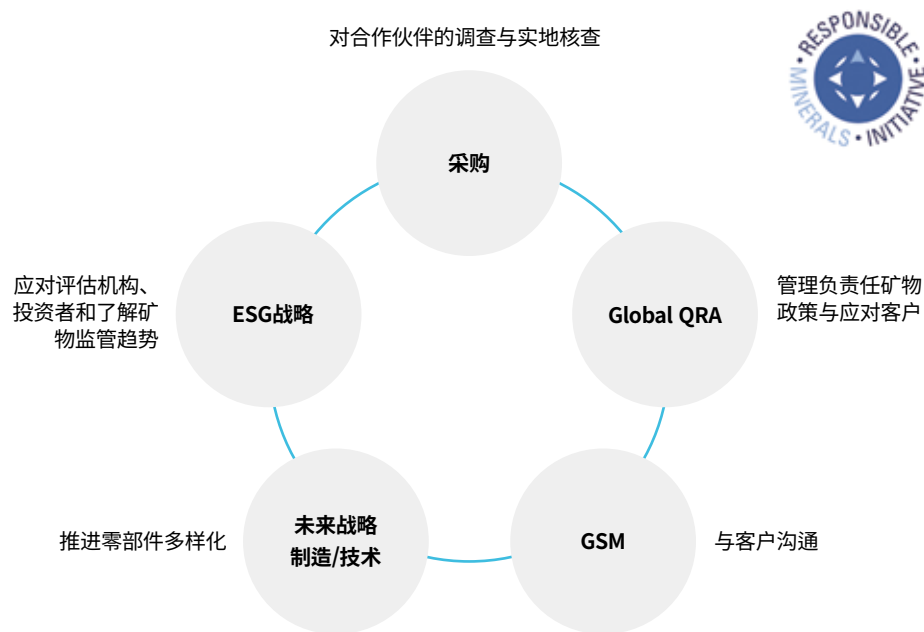 对合作伙伴的调查与实地核查
RESPONSIBLE
MINERALS • INITIATIVE
采购
应对评估机构、
投资者和了解矿
物监管趋势
ESG战略
Global QRA
管理负责任矿物
政策与应对客户
推进零部件多样化
未来战略
制造/技术
GSM
与客户沟通